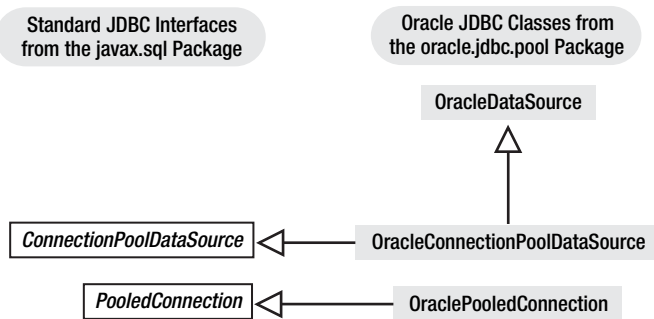 Standard JDBC Interfaces
from the javax.sql Package
Oracle JDBC Classes from
the oracle.jdbc.pool Package
OracleDataSource
ConnectionPoolDataSource
OracleConnectionPoolDataSource
PooledConnection
OraclePooledConnection